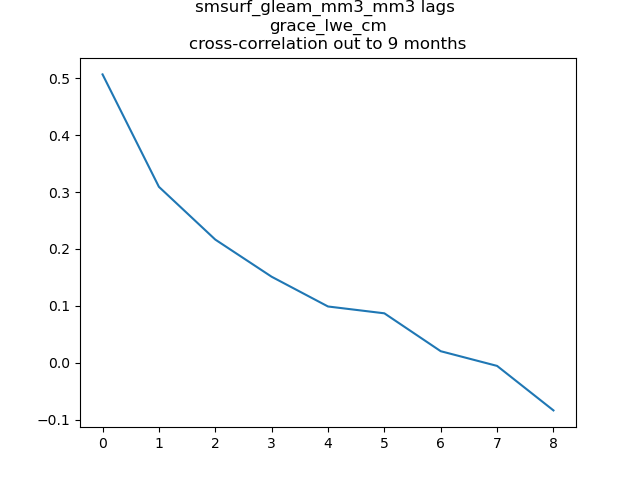 smsurf_gleam_mm3_mm3 lags
grace_lwe_cm
cross-correlation out to 9 months
0.5
0.4
0.3
0.2
0.1
0.0
−0.1
0 1 2 3 4 5 6 7 8